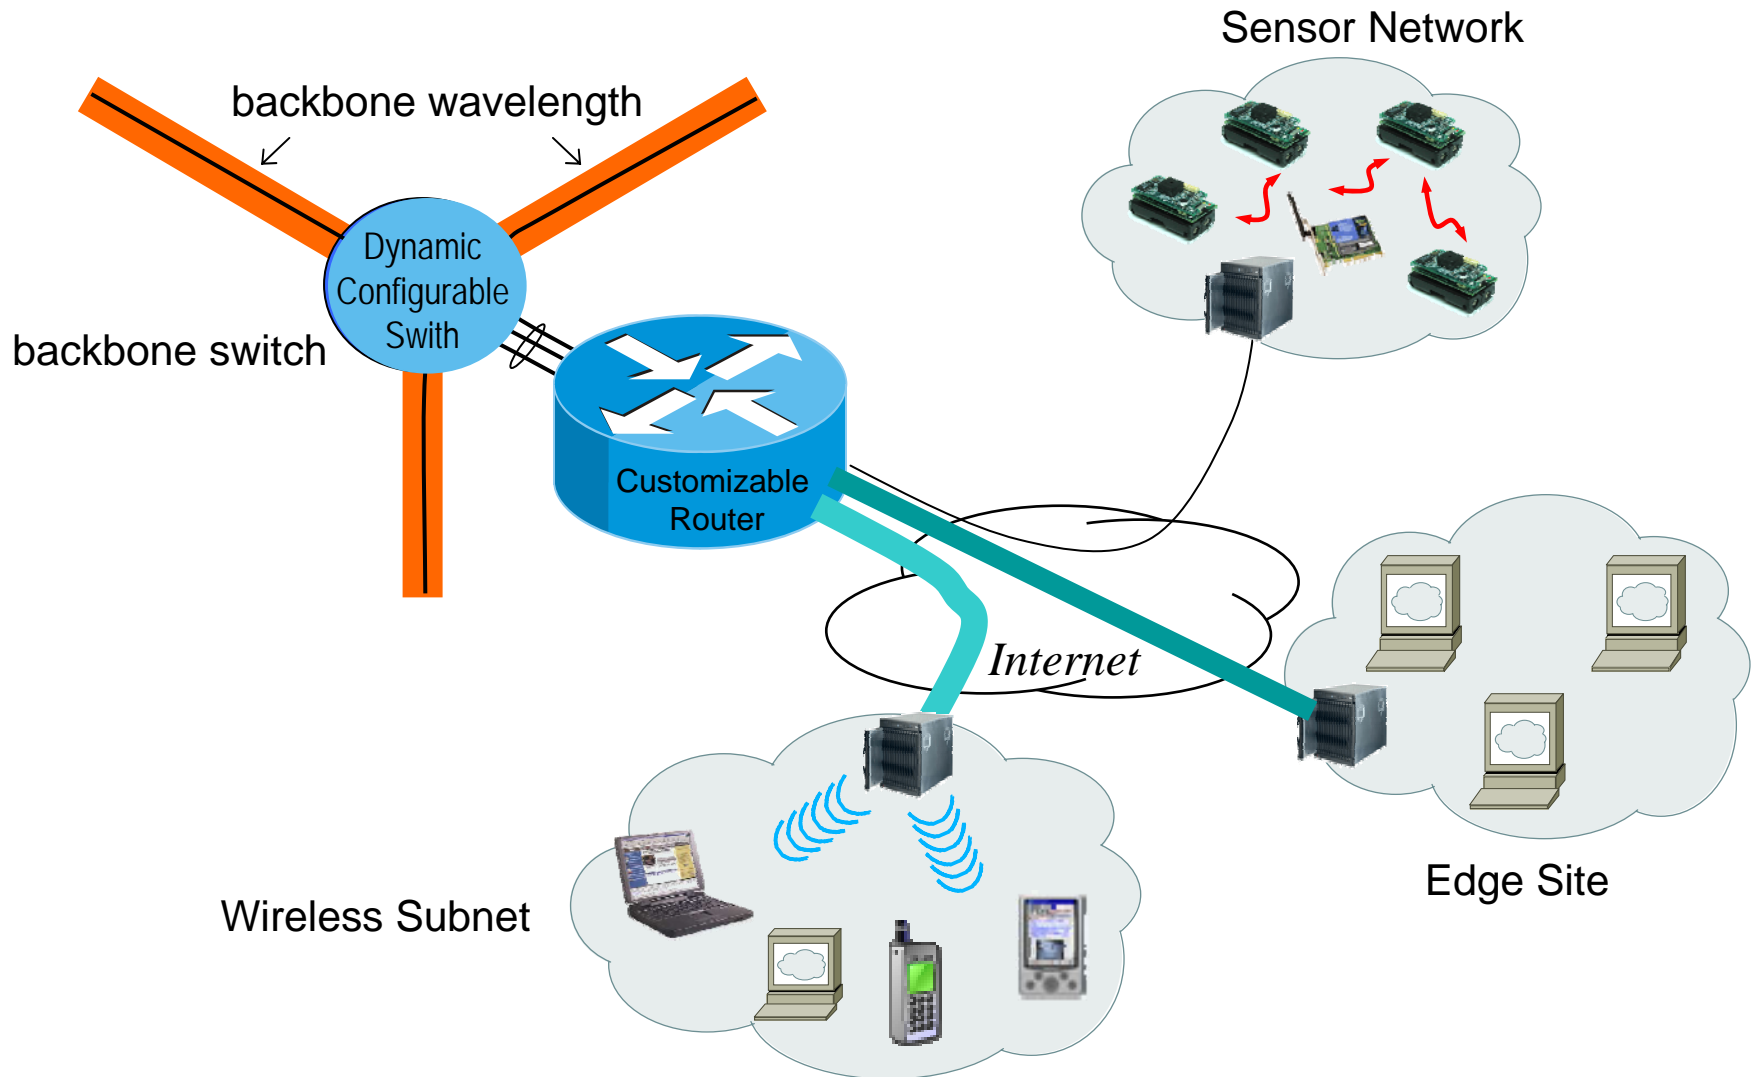 Sensor Network
backbone wavelength
Dynamic
Configurable
Swith
backbone switch
Customizable
Router
Internet
Edge Site
Wireless Subnet